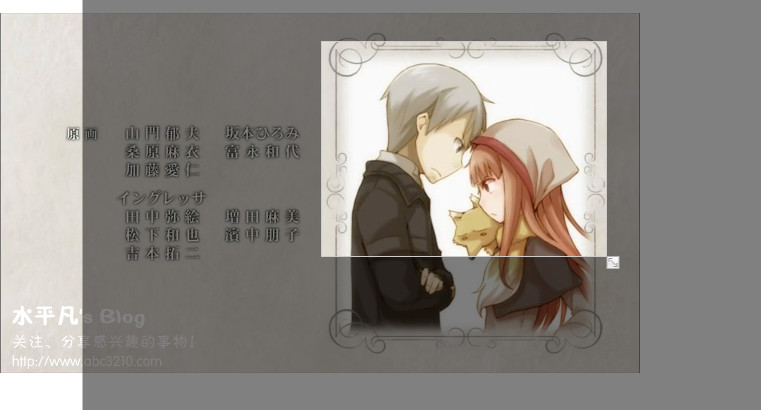 原画
山門郁夫 坂本ひろみ
桑原麻衣 富永和代
加藤愛仁
イングレッサ
田中弥絵 増田麻美
松下和也 濱中朋子
吉本拓二
水平凡's Blog
关注、分享感兴趣的事物!
http://www.abc3210.com